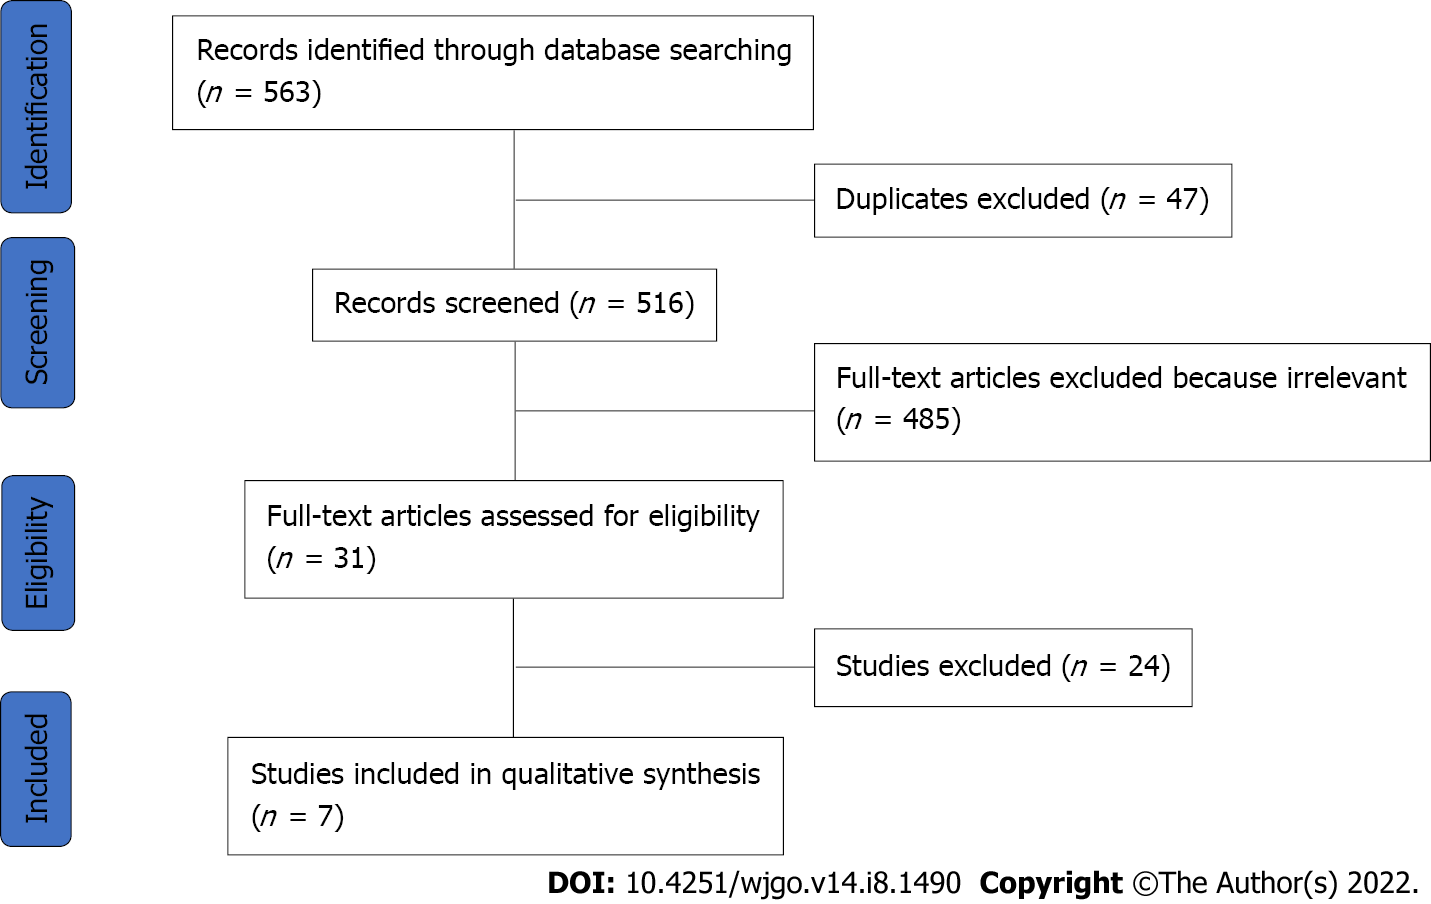 Identification
Records identified through database searching
(n = 563)
Duplicates excluded (n = 47)
Screening
Records screened (n = 516)
Full-text articles excluded because irrelevant
(n = 485)
Eligibility
Full-text articles assessed for eligibility
(n = 31)
Studies excluded (n = 24)
Included
Studies included in qualitative synthesis
(n = 7)
DOI: 10.4251/wjgo.v14.i8.1490 Copyright ©The Author(s) 2022.